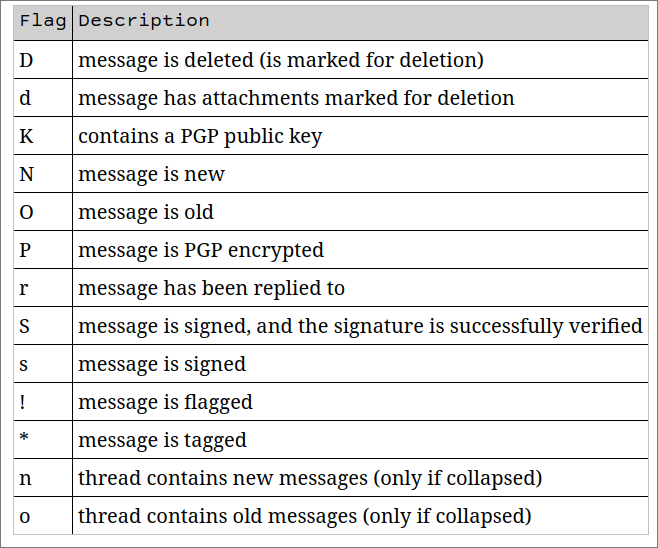 Flag Description
D message is deleted (is marked for deletion)
d message has attachments marked for deletion
K contains a PGP public key
N message is new
O message is old
P message is PGP encrypted
r message has been replied to
S message is signed, and the signature is successfully verified
s message is signed
! message is flagged
* message is tagged
n thread contains new messages (only if collapsed)
o thread contains old messages (only if collapsed)